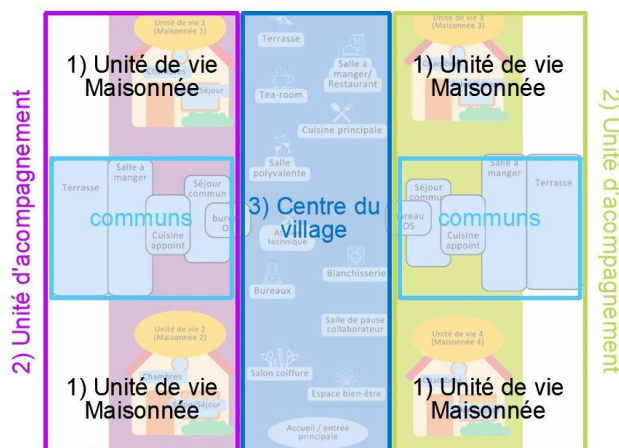 Unité de vie 1
(Maisonnée 1)
1) Unité de vie
Maisonnée
Chambres
Séjour
2) Unité d'acompagnement
Terrasse
Salle à
manger
Séjour
commun
Cuisine
appoint
bureau
OS
communs
Unité de vie 2
(Maisonnée 2)
Chambres
1) Unité de vie
Maisonnée
Terrasse
Salle à
manger/
Restaurant
Tea-room
Cuisine principale
Salle
polyvalente
3) Centre du
village
technique
Blanchisserie
Bureaux
Salle de pause
collaborateur
Salon coiffure
Espace bien-être
Accueil / entrée
principale
Unité de vie 3
(Maisonnée 3)
1) Unité de vie
Maisonnée
Chambres
Séjour
commun
Salle à
manger
Terrasse
bureau
OS
Cuisine
appoint
communs
Unité de vie 4
(Maisonnée 4)
1) Unité de vie
Maisonnée
2) Unité d'acompagnement